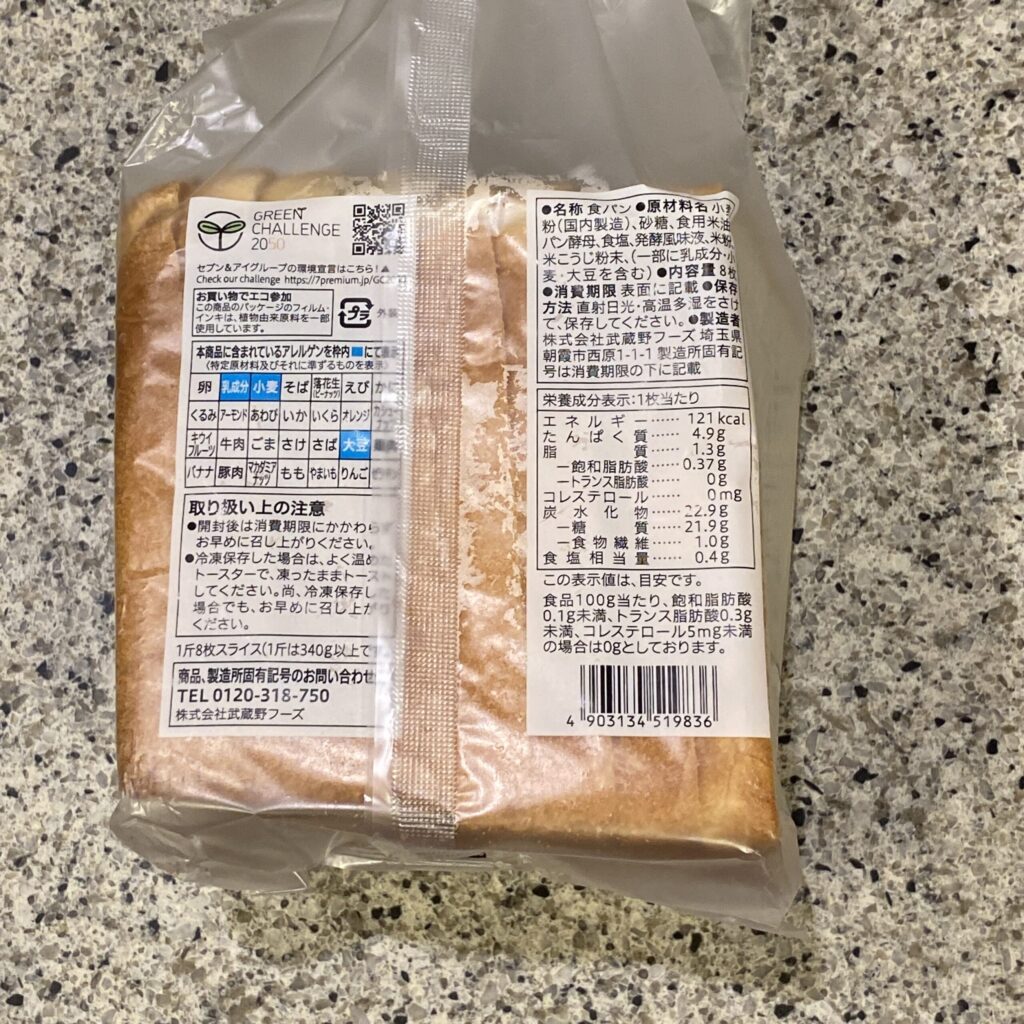 GREEN
CHALLENGE
2050
セブン&アイグループの環境宣言はこちら!▲
Check our challenge https://7premium.jp/GC2050
お買い物でエコ参加
この商品のパッケージのフィルム・
インキは、植物由来原料を一部
使用しています。
プラ
本商品に含まれているアレルゲンを枠内■にて表示
(特定原材料及びそれに準ずるものを表示)
卵 乳成分 小麦 そば 落花生(ピーナッツ) えび かに
くるみ アーモンド あわび いか いくら オレンジ
キウイフルーツ 牛肉 ごま さけ さば 大豆
バナナ 豚肉 マカダミアナッツ もも やまいも りんご
取り扱い上の注意
●開封後は消費期限にかかわらず
お早めに召し上がりください。
●冷凍保存した場合は、よく温め
トースターで、凍ったままトース
してください。尚、冷凍保存し
場合でも、お早めに召し上が
ください。
1斤8枚スライス(1斤は340g以上で
商品、製造所固有記号のお問い合わせ
TEL 0120-318-750
株式会社武蔵野フーズ
●名称 食パン ●原材料名 小麦
粉(国内製造)、砂糖、食用米油
パン酵母、食塩、発酵風味液、米粉
米こうじ粉末、(一部に乳成分・小
麦・大豆を含む) ●内容量 8枚
●消費期限 表面に記載 ●保存
方法 直射日光・高温多湿をさけ
て、保存してください。●製造者
株式会社武蔵野フーズ 埼玉県
朝霞市西原1-1-1 製造所固有記
号は消費期限の下に記載
栄養成分表示:1枚当たり
エネルギー…… 121kcal
たんぱく質…… 4.9g
脂質…… 1.3g
―飽和脂肪酸…… 0.37g
―トランス脂肪酸…… 0g
コレステロール…… 0mg
炭水化物…… 22.9g
―糖質…… 21.9g
―食物繊維…… 1.0g
食塩相当量…… 0.4g
この表示値は、目安です。
食品100g当たり、飽和脂肪酸
0.1g未満、トランス脂肪酸0.3g
未満、コレステロール5mg未満
の場合は0gとしております。
4 903134 519836